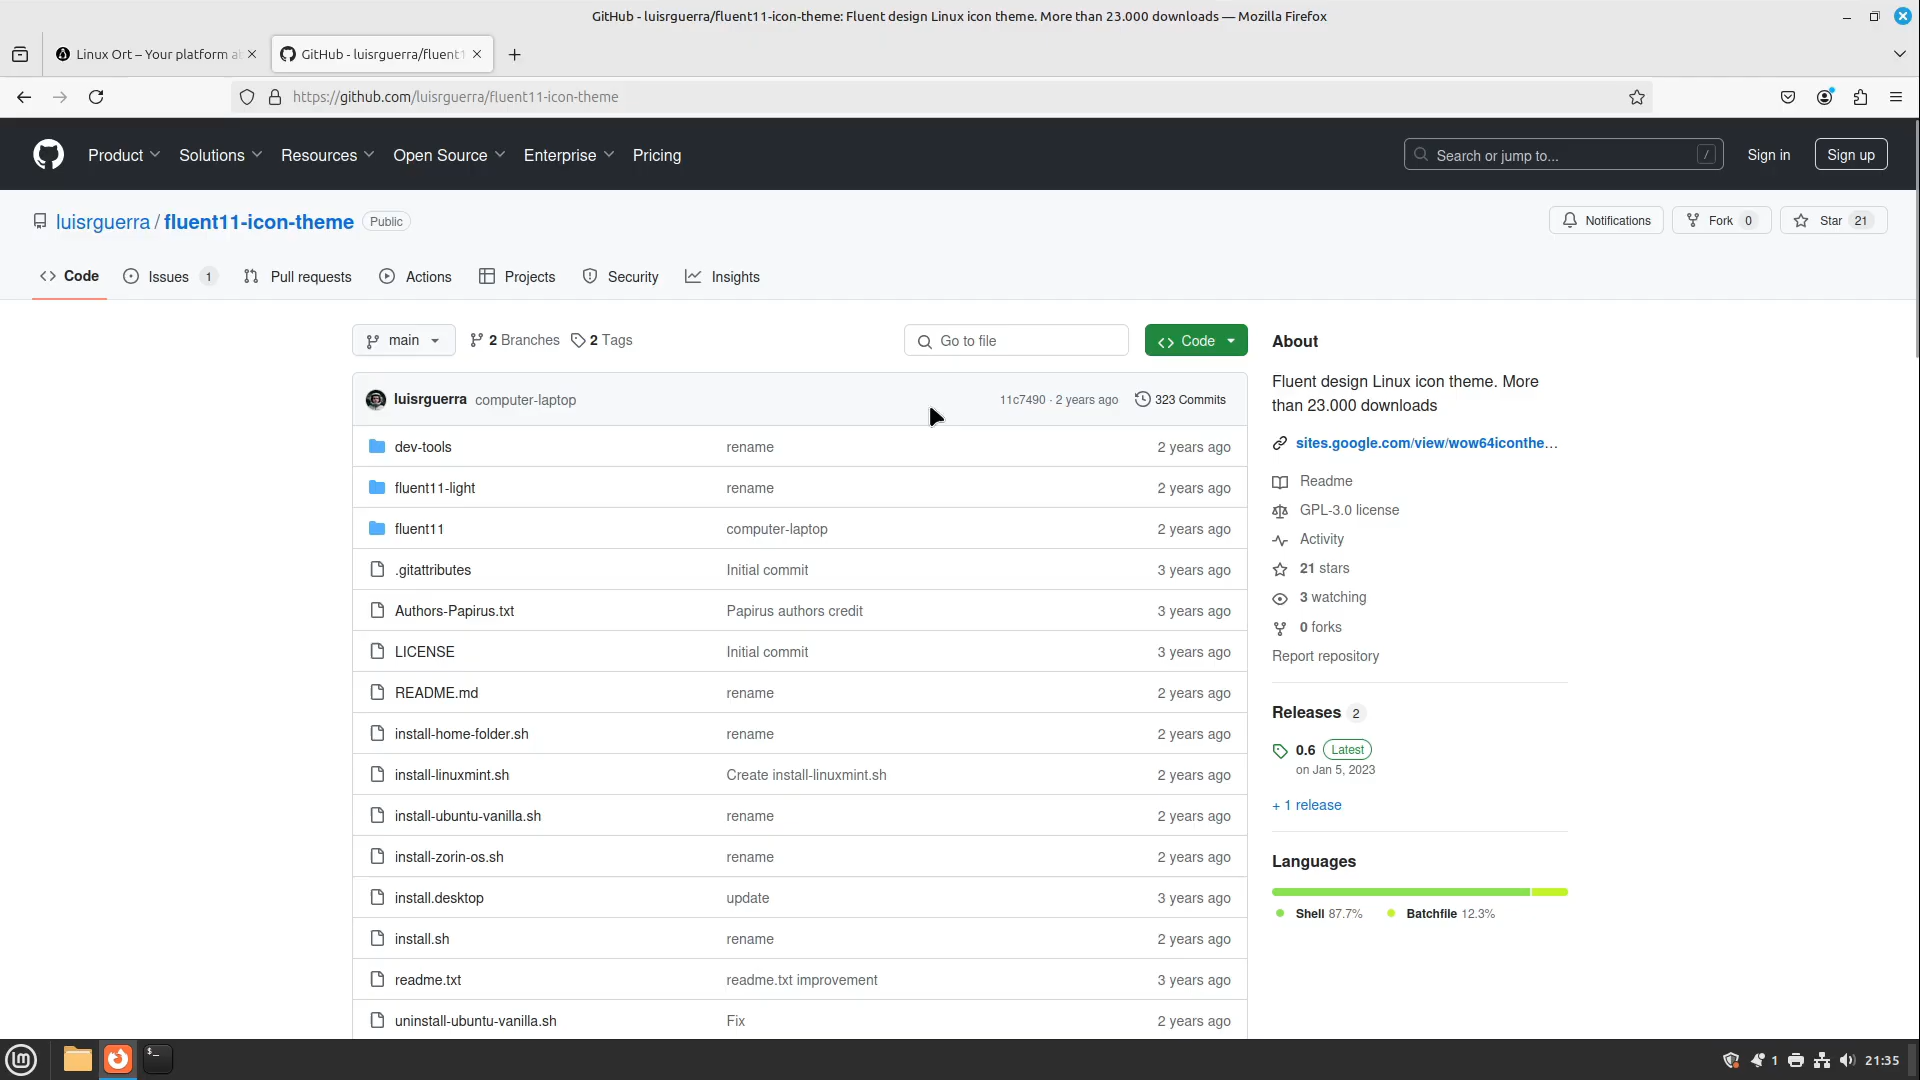 GitHub - luisrguerra/fluent11-icon-theme: Fluent design Linux icon theme. More than 23.000 downloads — Mozilla Firefox
Linux Ort – Your platform a
GitHub - luisrguerra/fluent1
https://github.com/luisrguerra/fluent11-icon-theme
Product Solutions Resources Open Source Enterprise Pricing
Search or jump to... /
Sign in
Sign up
luisrguerra / fluent11-icon-theme Public
Notifications
Fork 0
Star 21
Code
Issues 1
Pull requests
Actions
Projects
Security
Insights
main
2 Branches
2 Tags
Go to file
Code
luisrguerra computer-laptop 11c7490 · 2 years ago 323 Commits
dev-tools rename 2 years ago
fluent11-light rename 2 years ago
fluent11 computer-laptop 2 years ago
.gitattributes Initial commit 3 years ago
Authors-Papirus.txt Papirus authors credit 3 years ago
LICENSE Initial commit 3 years ago
README.md rename 2 years ago
install-home-folder.sh rename 2 years ago
install-linuxmint.sh Create install-linuxmint.sh 2 years ago
install-ubuntu-vanilla.sh rename 2 years ago
install-zorin-os.sh rename 2 years ago
install.desktop update 3 years ago
install.sh rename 2 years ago
readme.txt readme.txt improvement 3 years ago
uninstall-ubuntu-vanilla.sh Fix 2 years ago
About
Fluent design Linux icon theme. More
than 23.000 downloads
sites.google.com/view/wow64iconthe...
Readme
GPL-3.0 license
Activity
21 stars
3 watching
0 forks
Report repository
Releases 2
0.6 Latest
on Jan 5, 2023
+ 1 release
Languages
Shell 87.7% Batchfile 12.3%
1
21:35